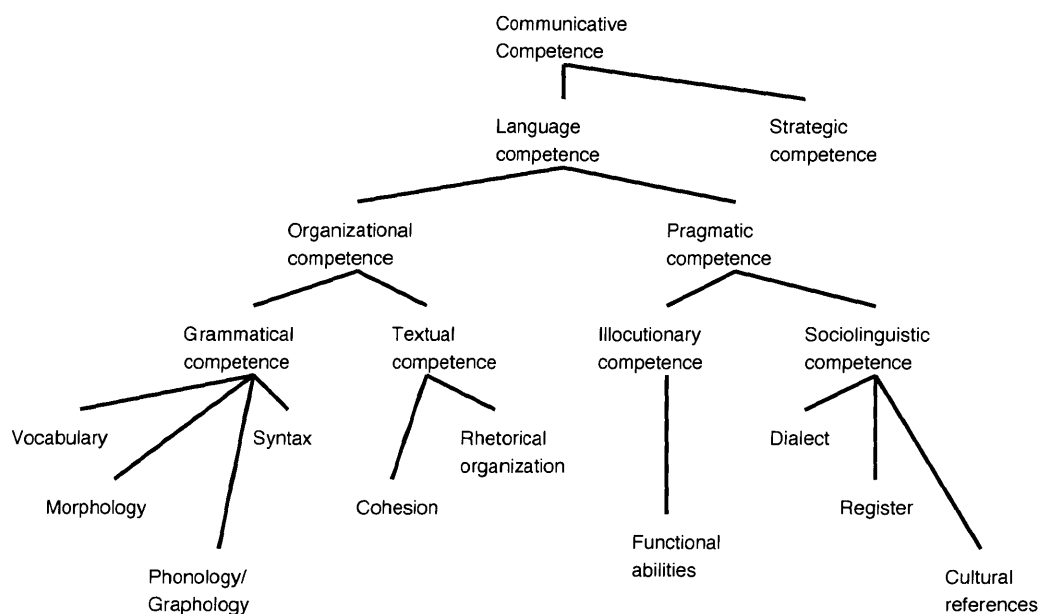 Communicative
Competence
Language
competence
Strategic
competence
Organizational
competence
Pragmatic
competence
Grammatical
competence
Textual
competence
Illocutionary
competence
Sociolinguistic
competence
Vocabulary
Syntax
Rhetorical
organization
Dialect
Morphology
Cohesion
Register
Functional
abilities
Phonology/
Graphology
Cultural
references